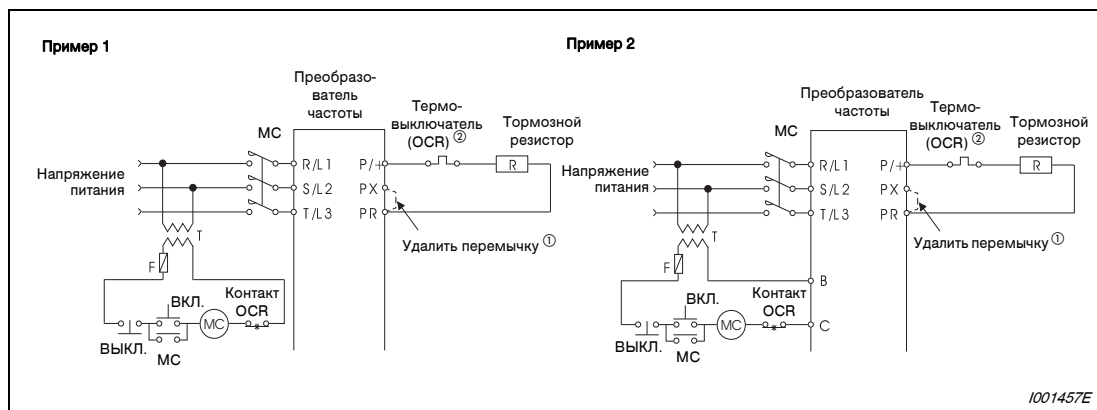 Пример 1
Преобразо-
ватель
частоты
Термо-
выключатель
(OCR) ②
Тормозной
резистор
MC
R/L1
P/+
R
Напряжение
питания
S/L2
PX
T/L3
PR
T
Удалить перемычку ①
F
ВКЛ.
Контакт
OCR
MC
ВЫКЛ.
MC
Пример 2
Преобразователь
частоты
Термо-
выключатель
(OCR) ②
Тормозной
резистор
MC
R/L1
P/+
R
Напряжение
питания
S/L2
PX
T/L3
PR
T
Удалить перемычку ①
F
B
ВКЛ.
Контакт
OCR
MC
C
ВЫКЛ.
MC
I001457E